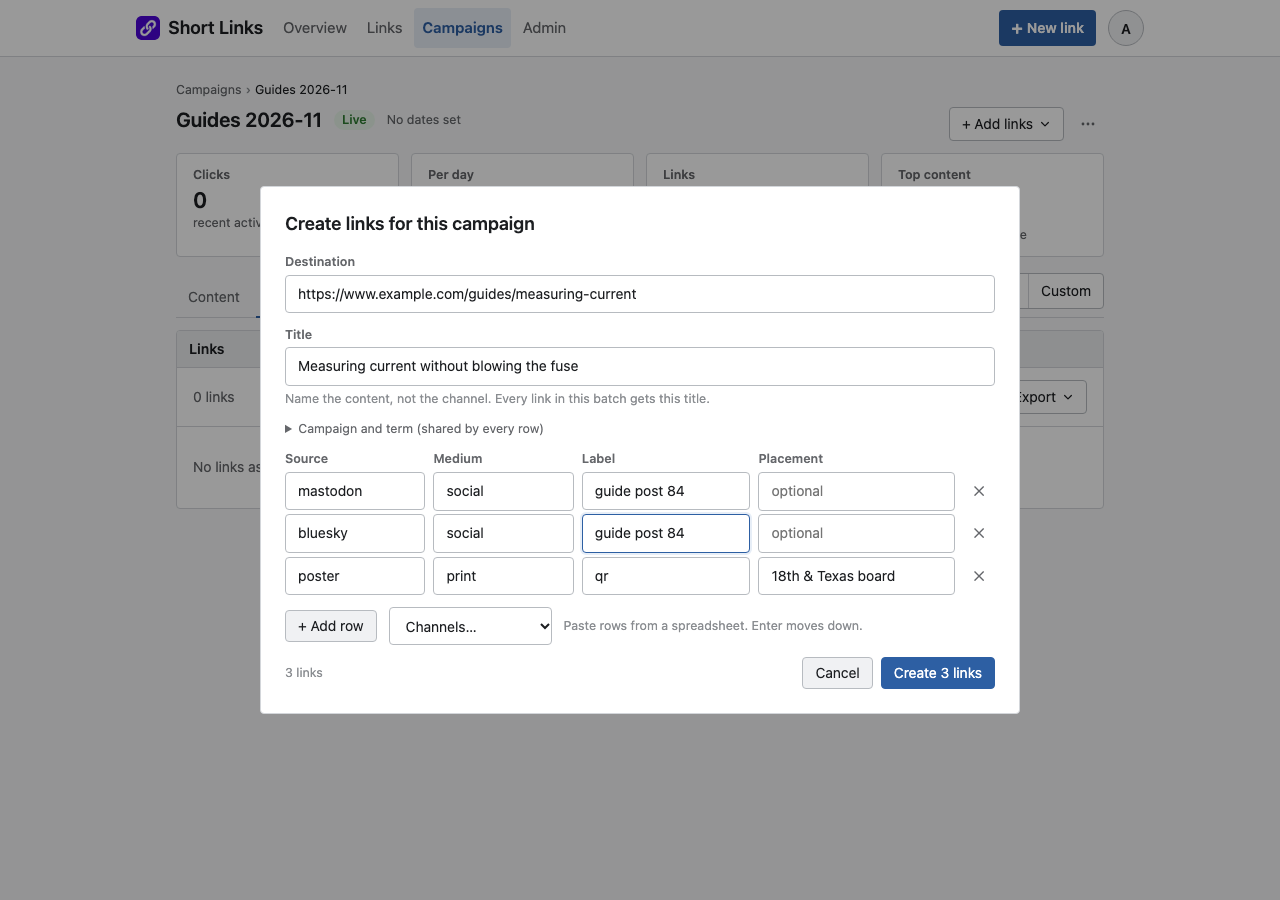 Short Links Overview Links Campaigns Admin + New link A
Campaigns › Guides 2026-11
Guides 2026-11 Live No dates set + Add links ...
Clicks Per day Links Top content
0
recent
Create links for this campaign
Destination
https://www.example.com/guides/measuring-current
Content Custom
Title
Links
Measuring current without blowing the fuse
0 links
Name the content, not the channel. Every link in this batch gets this title.
Campaign and term (shared by every row)
No links as
Source Medium Label Placement
mastodon social guide post 84 optional
bluesky social guide post 84 optional
poster print qr 18th & Texas board
+ Add row Channels... Paste rows from a spreadsheet. Enter moves down.
3 links Cancel Create 3 links